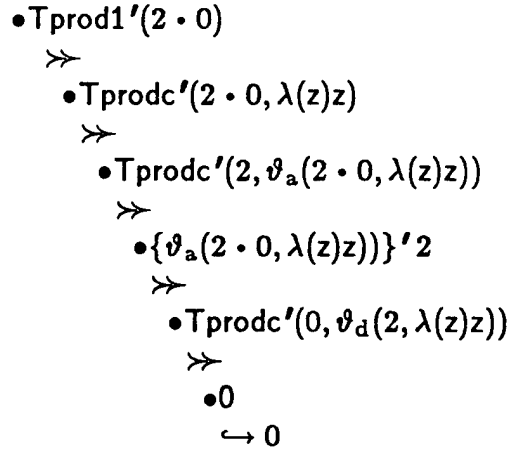 •Tprod1′(2 • 0)
⤐
•Tprodc′(2 • 0, λ(z)z)
⤐
•Tprodc′(2, ϑₐ(2 • 0, λ(z)z))
⤐
•{ϑₐ(2 • 0, λ(z)z))}′2
⤐
•Tprodc′(0, ϑ_d(2, λ(z)z))
⤐
•0
↪ 0